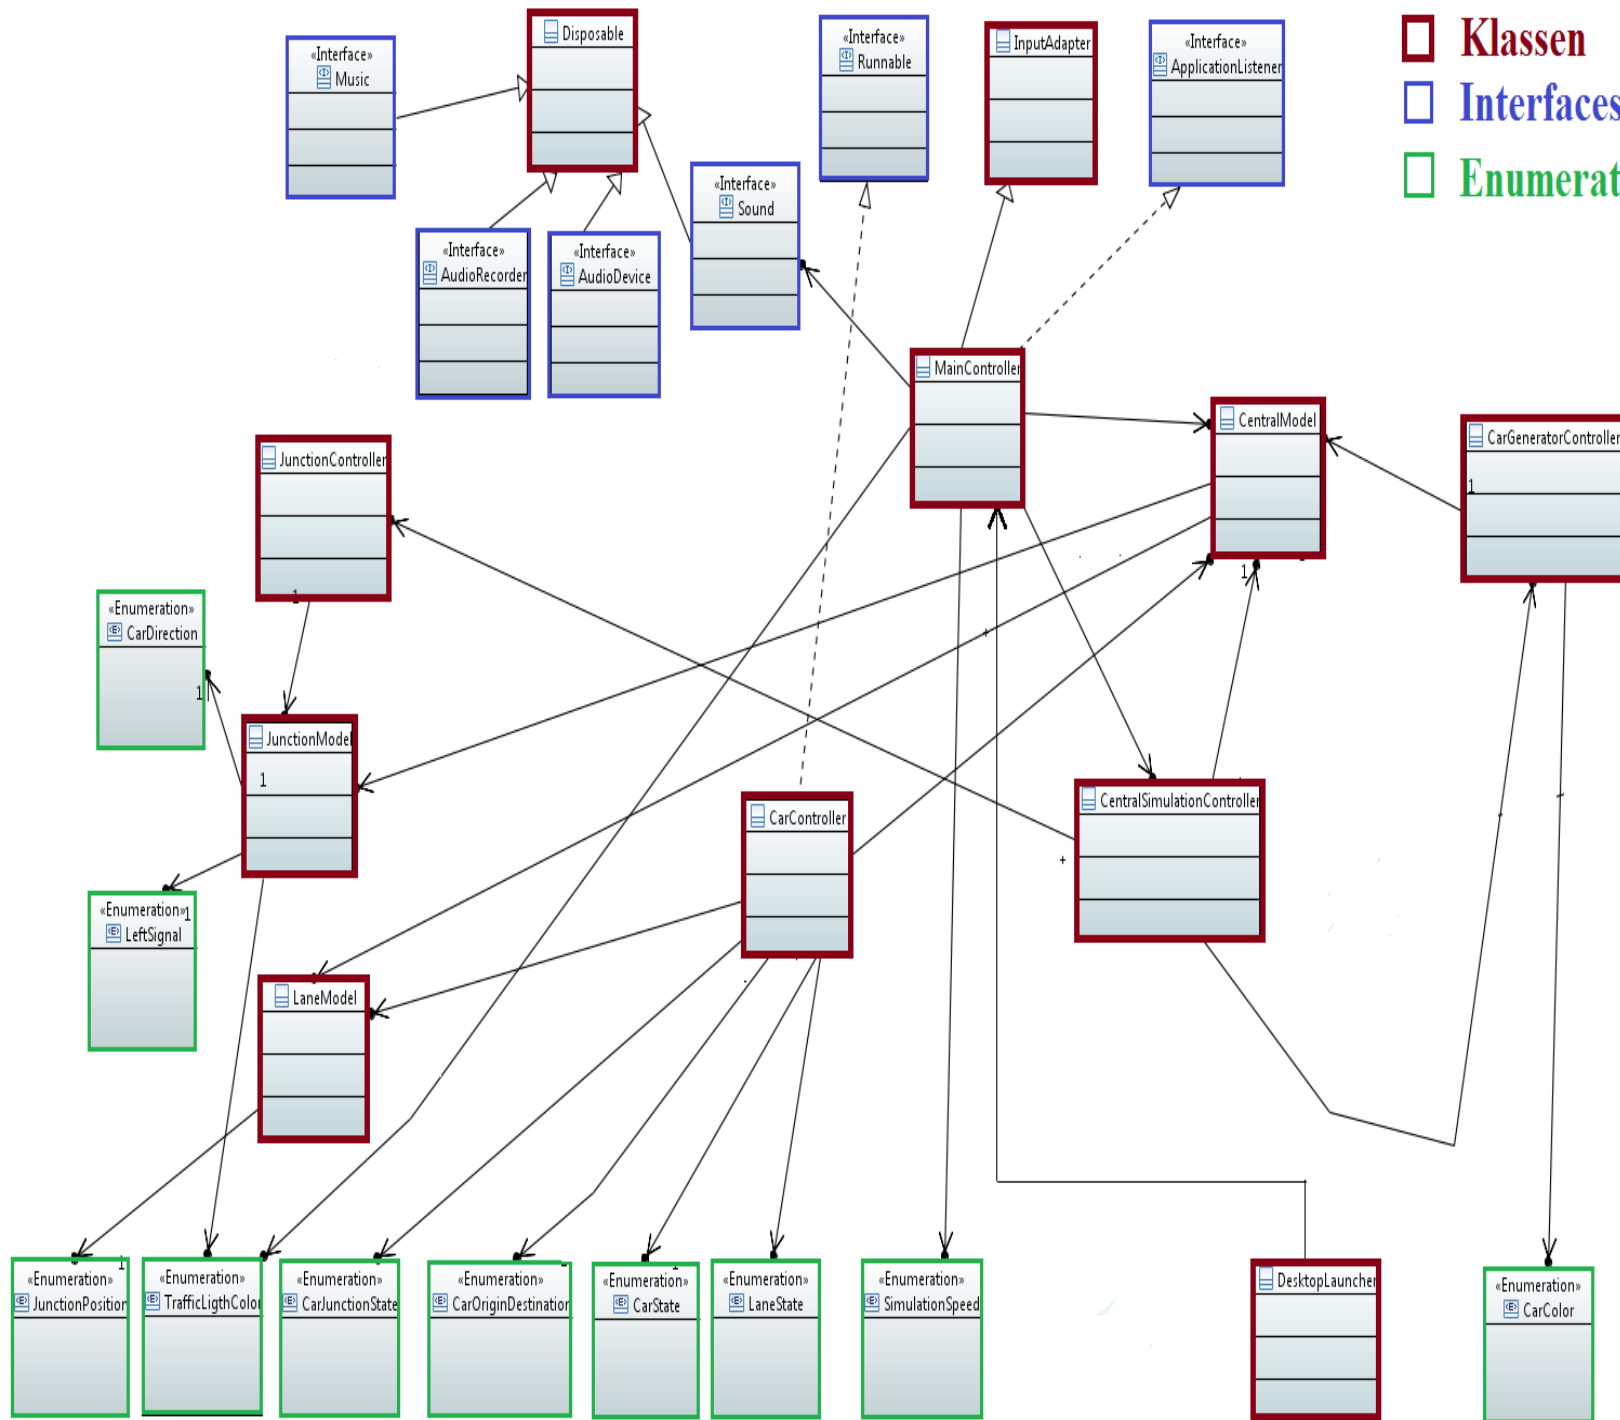 «Interface»
Music
Disposable
«Interface»
Runnable
InputAdapter
«Interface»
ApplicationListener
Klassen
Interfaces
Enumerat
«Interface»
Sound
«Interface»
AudioRecorder
«Interface»
AudioDevice
MainController
CentralModel
CarGeneratorController
1
JunctionController
1
1
«Enumeration»
CarDirection
1
JunctionModel
1
CarController
CentralSimulationController
«Enumeration»
1
LeftSignal
LaneModel
1
«Enumeration»
JunctionPosition
«Enumeration»
TrafficLigthColor
«Enumeration»
CarJunctionState
«Enumeration»
CarOriginDestination
1
«Enumeration»
CarState
«Enumeration»
LaneState
«Enumeration»
SimulationSpeed
DesktopLauncher
«Enumeration»
CarColor